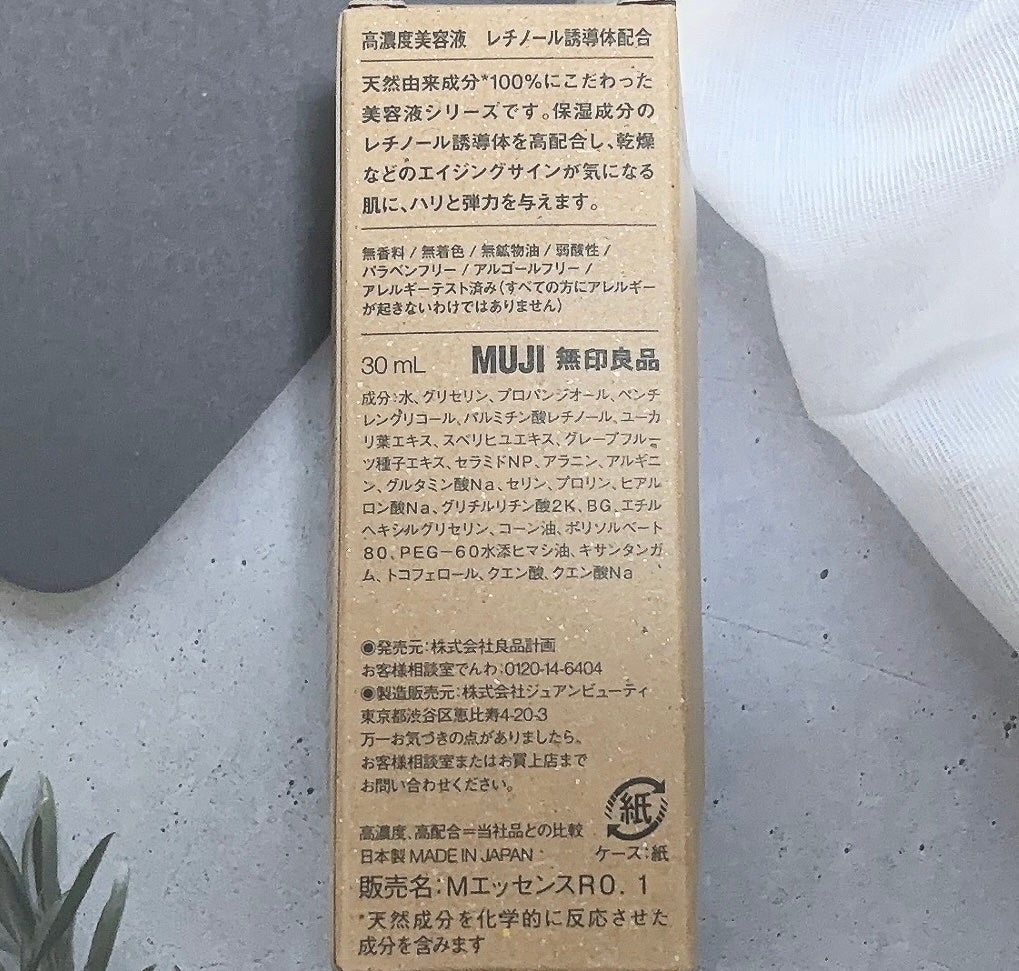 高濃度美容液　レチノール誘導体配合
天然由来成分*100%にこだわった
美容液シリーズです。保湿成分の
レチノール誘導体を高配合し、乾燥
などのエイジングサインが気になる
肌に、ハリと弾力を与えます。
無香料 / 無着色 / 無鉱物油 / 弱酸性 /
パラベンフリー / アルコールフリー /
アレルギーテスト済み(すべての方にアレルギー
が起きないわけではありません)
30 mL　MUJI 無印良品
成分:水、グリセリン、プロパンジオール、ペンチ
レングリコール、パルミチン酸レチノール、ユーカ
リ葉エキス、スベリヒユエキス、グレープフルー
ツ種子エキス、セラミドNP、アラニン、アルギニ
ン、グルタミン酸Na、セリン、プロリン、ヒアル
ロン酸Na、グリチルリチン酸2K、BG、エチル
ヘキシルグリセリン、コーン油、ポリソルベート
80、PEG-60水添ヒマシ油、キサンタンガ
ム、トコフェロール、クエン酸、クエン酸Na
◉発売元:株式会社良品計画
お客様相談室でんわ:0120-14-6404
◉製造販売元:株式会社ジュアンビューティ
東京都渋谷区恵比寿4-20-3
万一お気づきの点がありましたら、
お客様相談室またはお買上店まで
お問い合わせください。
紙
高濃度、高配合=当社品との比較
日本製 MADE IN JAPAN　ケース:紙
販売名:MエッセンスR0.1
*天然成分を化学的に反応させた
成分を含みます